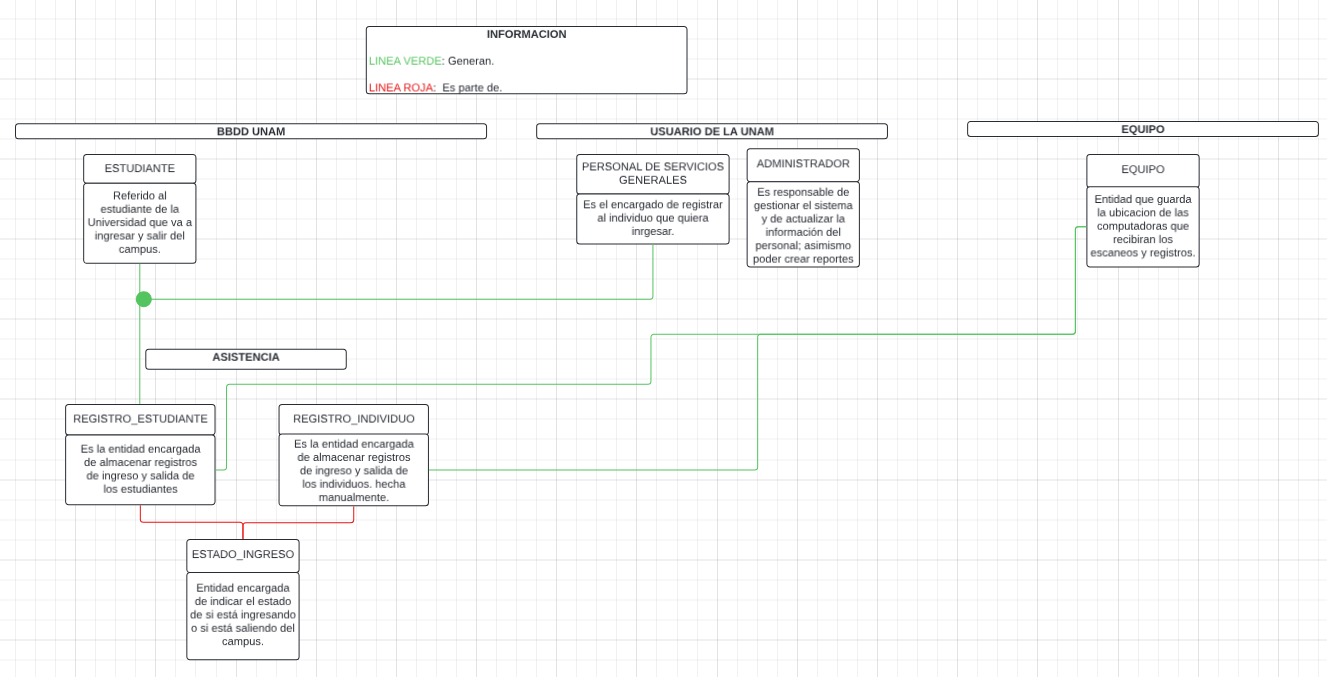 INFORMACION
LINEA VERDE: Generan.
LINEA ROJA: Es parte de.
BBDD UNAM
USUARIO DE LA UNAM
EQUIPO
ESTUDIANTE
Referido al
estudiante de la
Universidad que va a
ingresar y salir del
campus.
PERSONAL DE SERVICIOS
GENERALES
Es el encargado de registrar
al individuo que quiera
inrgesar.
ADMINISTRADOR
Es responsable de
gestionar el sistema
y de actualizar la
información del
personal; asimismo
poder crear reportes
EQUIPO
Entidad que guarda
la ubicacion de las
computadoras que
recibiran los
escaneos y registros.
ASISTENCIA
REGISTRO_ESTUDIANTE
Es la entidad encargada
de almacenar registros
de ingreso y salida de
los estudiantes
REGISTRO_INDIVIDUO
Es la entidad encargada
de almacenar registros
de ingreso y salida de
los individuos. hecha
manualmente.
ESTADO_INGRESO
Entidad encargada
de indicar el estado
de si está ingresando
o si está saliendo del
campus.